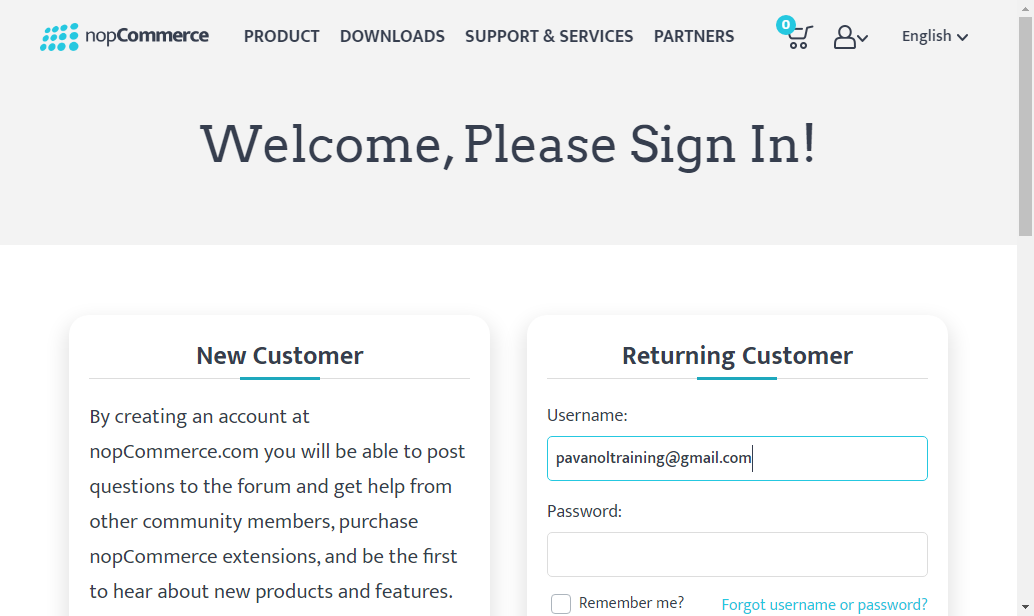 nopCommerce PRODUCT DOWNLOADS SUPPORT & SERVICES PARTNERS 0 English
Welcome, Please Sign In!
New Customer
By creating an account at
nopCommerce.com you will be able to post
questions to the forum and get help from
other community members, purchase
nopCommerce extensions, and be the first
to hear about new products and features.
Returning Customer
Username:
pavanoltraining@gmail.com
Password:
Remember me? Forgot username or password?